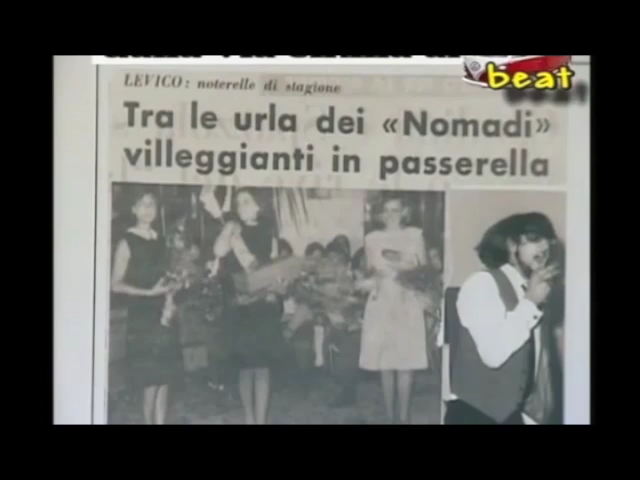 beat
LEVICO: noterelle di stagione
Tra le urla dei «Nomadi»
villeggianti in passerella